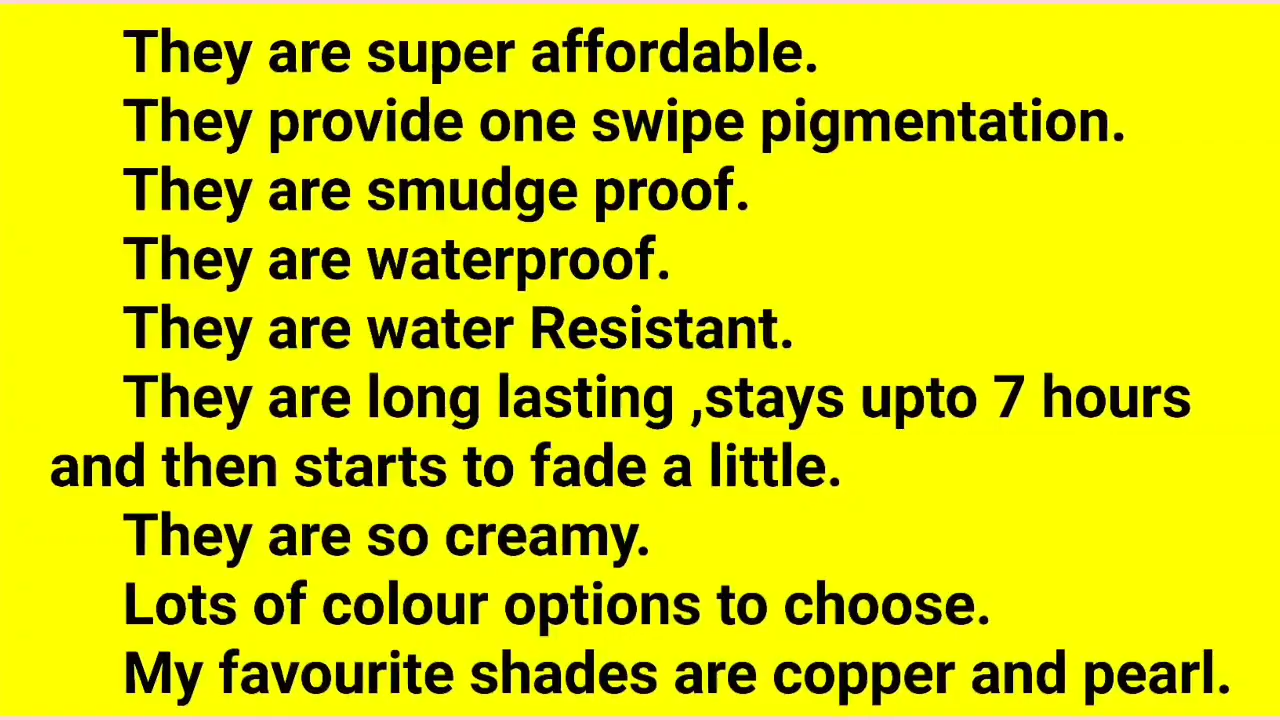 They are super affordable.
They provide one swipe pigmentation.
They are smudge proof.
They are waterproof.
They are water Resistant.
They are long lasting ,stays upto 7 hours
and then starts to fade a little.
They are so creamy.
Lots of colour options to choose.
My favourite shades are copper and pearl.